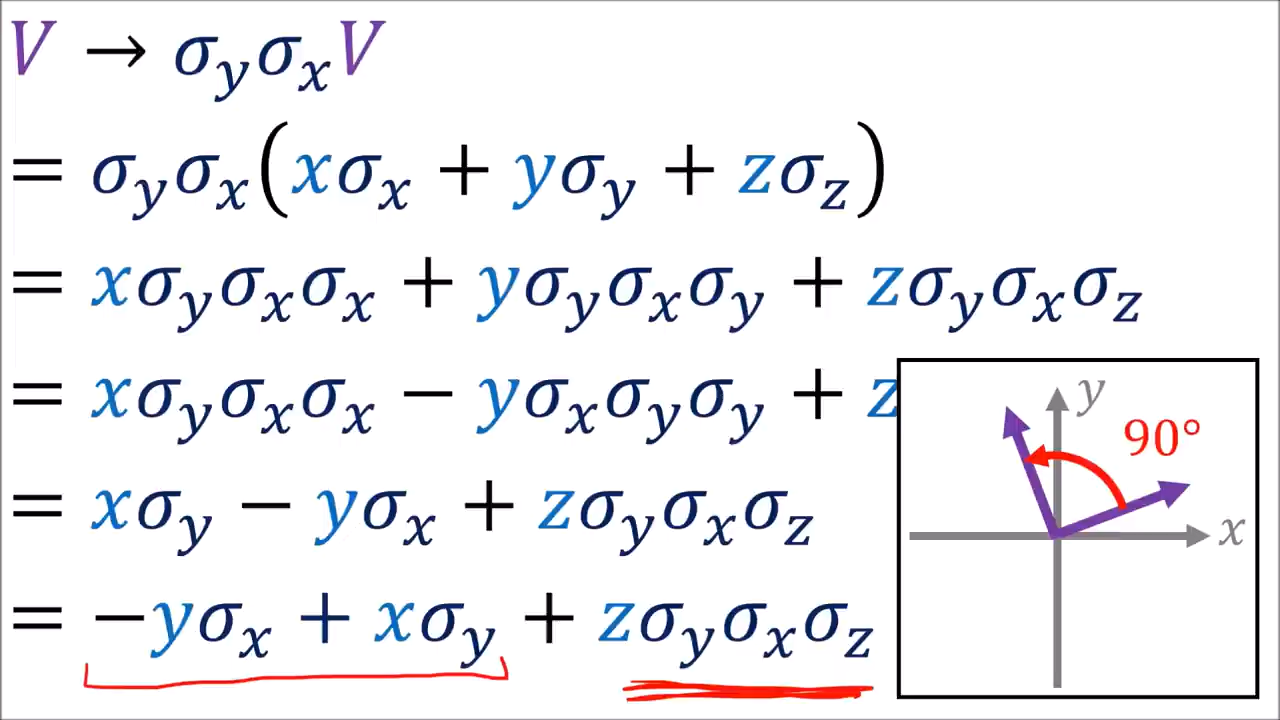 V → σ_yσ_xV
= σ_yσ_x(xσ_x + yσ_y + zσ_z)
= xσ_yσ_xσ_x + yσ_yσ_xσ_y + zσ_yσ_xσ_z
= xσ_yσ_xσ_x − yσ_xσ_yσ_y + z
= xσ_y − yσ_x + zσ_yσ_xσ_z
= −yσ_x + xσ_y + zσ_yσ_xσ_z
y
90°
x